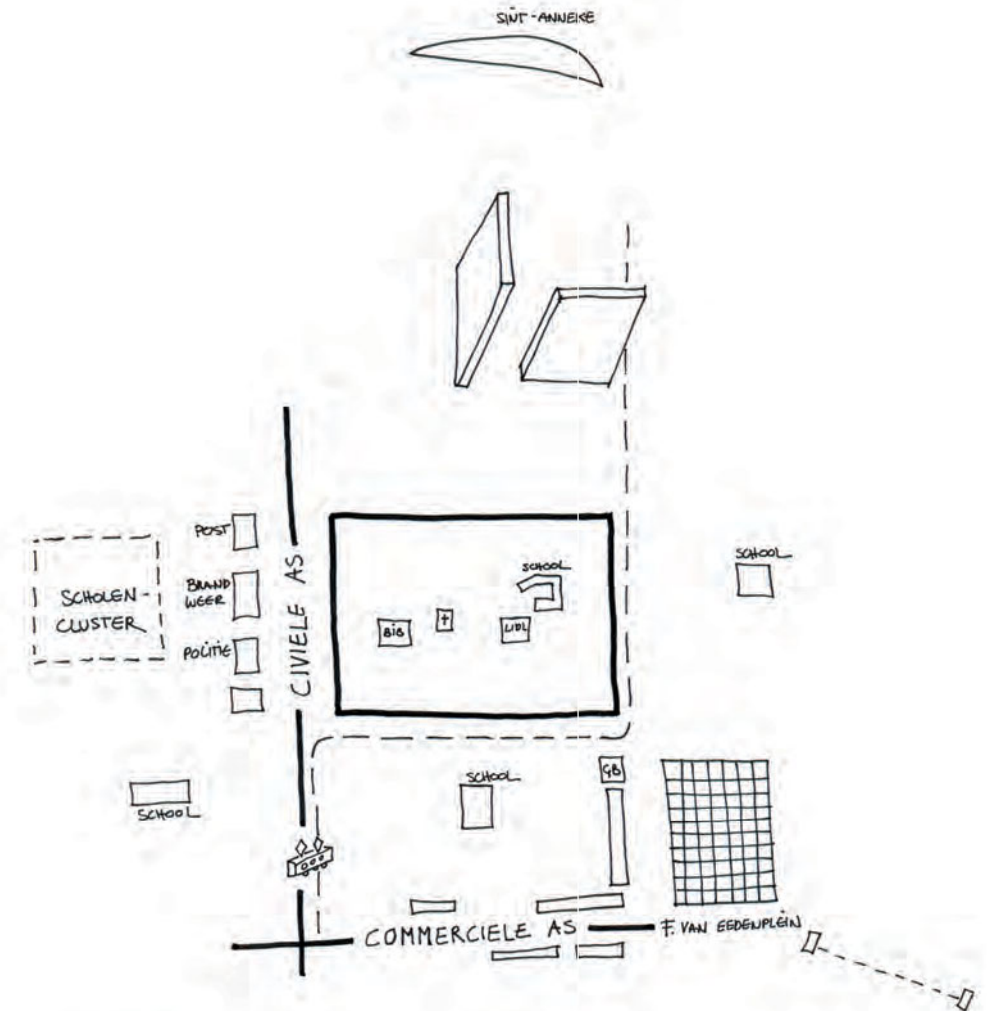 SINT-ANNEKE
POST
BRAND
WEER
POLITIE
SCHOLEN-
CLUSTER
CIVIELE AS
SCHOOL
BIB
LIDL
SCHOOL
SCHOOL
SCHOOL
GB
COMMERCIELE AS
F. VAN EEDENPLEIN